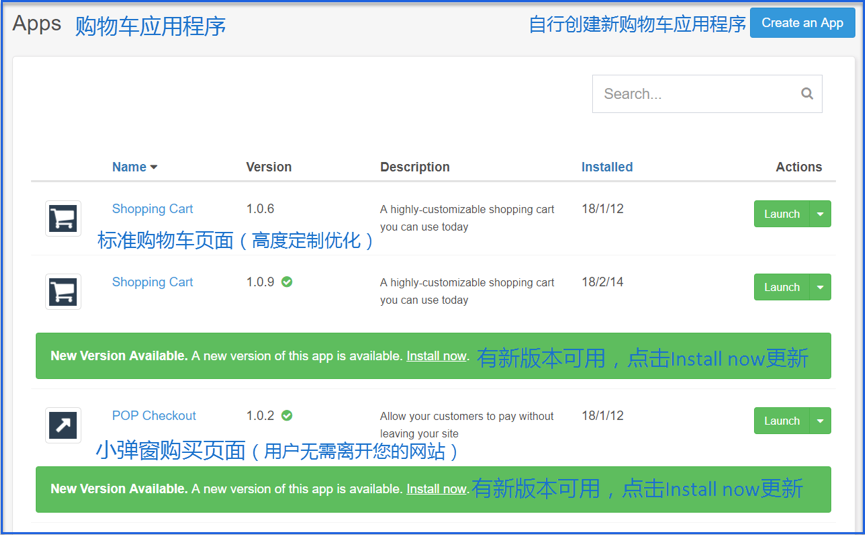 Apps 购物车应用程序 自行创建新购物车应用程序 Create an App
Search...
Name Version Description Installed Actions
Shopping Cart 1.0.6 A highly-customizable shopping cart 18/1/12 Launch
you can use today
标准购物车页面（高度定制优化）
Shopping Cart 1.0.9 A highly-customizable shopping cart 18/2/14 Launch
you can use today
New Version Available. A new version of this app is available. Install now. 有新版本可用，点击Install now更新
POP Checkout 1.0.2 Allow your customers to pay without 18/1/12 Launch
leaving your site
小弹窗购买页面（用户无需离开您的网站）
New Version Available. A new version of this app is available. Install now. 有新版本可用，点击Install now更新